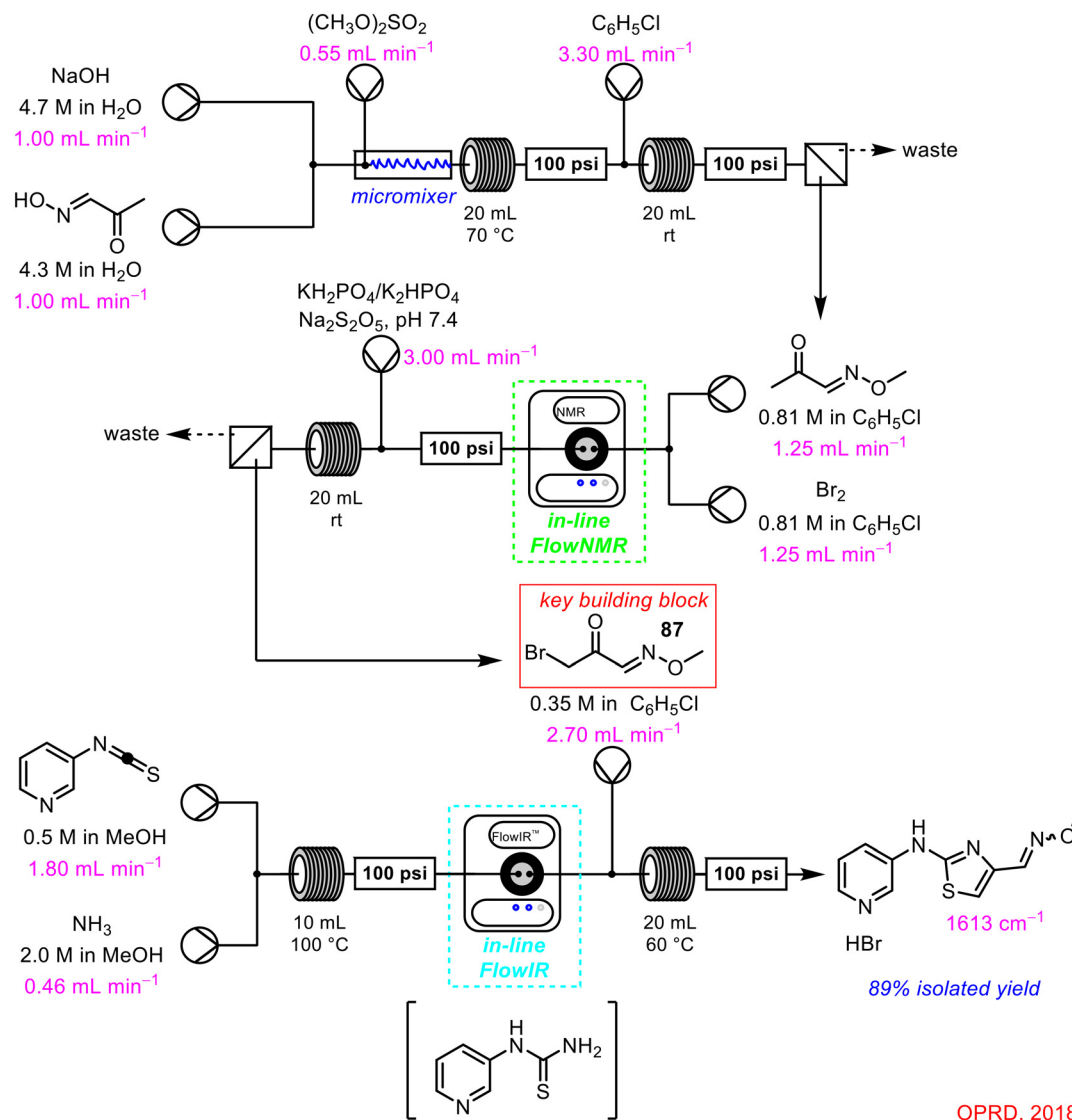 (CH3O)2SO2
0.55 mL min−1
C6H5Cl
3.30 mL min−1
NaOH
4.7 M in H2O
1.00 mL min−1
100 psi
100 psi
waste
micromixer
HO
N
O
20 mL
70 °C
20 mL
rt
4.3 M in H2O
1.00 mL min−1
KH2PO4/K2HPO4
Na2S2O5, pH 7.4
3.00 mL min−1
O
N
O
NMR
0.81 M in C6H5Cl
1.25 mL min−1
waste
100 psi
20 mL
rt
Br2
0.81 M in C6H5Cl
1.25 mL min−1
in-line
FlowNMR
key building block
O
87
Br
N
O
0.35 M in C6H5Cl
2.70 mL min−1
N
S
N
0.5 M in MeOH
1.80 mL min−1
FlowIR™
100 psi
100 psi
H
N
N
S
N
O
N
HBr
1613 cm−1
10 mL
100 °C
20 mL
60 °C
NH3
2.0 M in MeOH
0.46 mL min−1
in-line
FlowIR
89% isolated yield
H
N
NH2
S
N
OPRD, 2018